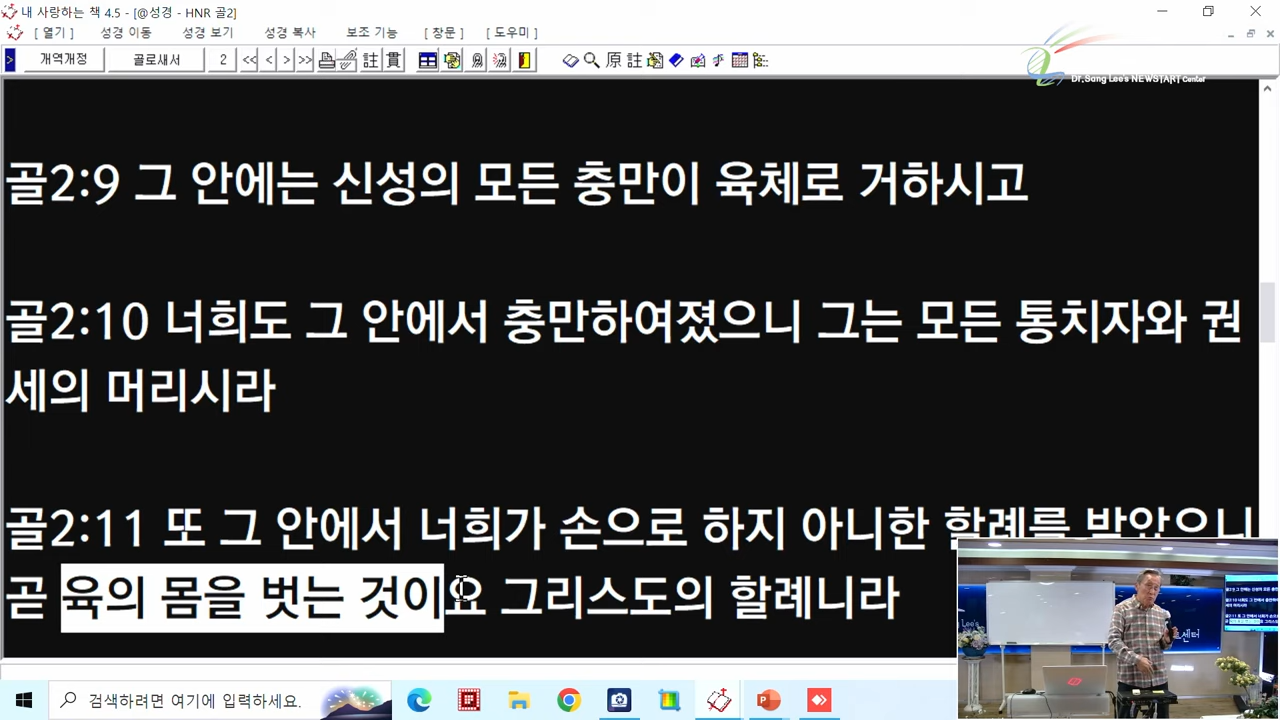 내 사랑하는 책 4.5 - [@성경 - HNR 골2]
[ 열기 ] 성경 이동 성경 보기 성경 복사 보조 기능 [ 창문 ] [ 도우미 ]
개역개정 골로새서 2 << < > >> 註 貫 原 註
Dr.Sang Lee's NEWSTART Center
골2:9 그 안에는 신성의 모든 충만이 육체로 거하시고
골2:10 너희도 그 안에서 충만하여졌으니 그는 모든 통치자와 권
세의 머리시라
골2:11 또 그 안에서 너희가 손으로 하지 아니한 할례를 받았으니
곧 육의 몸을 벗는 것이요 그리스도의 할례니라
검색하려면 여기에 입력하세요.